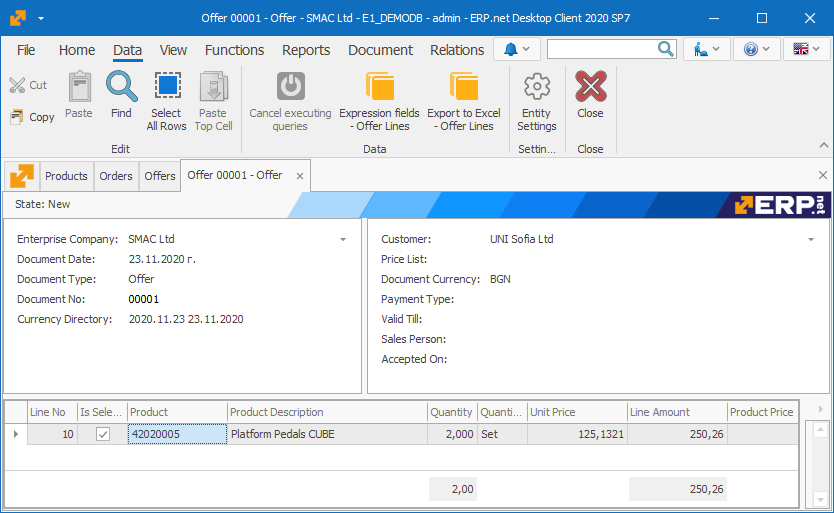 Offer 00001 - Offer - SMAC Ltd - E1_DEMODB - admin - ERP.net Desktop Client 2020 SP7
File Home Data View Functions Reports Document Relations
Cut
Copy
Paste
Find
Select
All Rows
Paste
Top Cell
Cancel executing
queries
Expression fields
- Offer Lines
Export to Excel
- Offer Lines
Entity
Settings
Close
Edit Data Settin... Close
Products Orders Offers Offer 00001 - Offer
State: New
ERP.net
Enterprise Company: SMAC Ltd
Document Date: 23.11.2020 г.
Document Type: Offer
Document No: 00001
Currency Directory: 2020.11.23 23.11.2020
Customer: UNI Sofia Ltd
Price List:
Document Currency: BGN
Payment Type:
Valid Till:
Sales Person:
Accepted On:
Line No Is Sele... Product Product Description Quantity Quanti... Unit Price Line Amount Product Price
10 42020005 Platform Pedals CUBE 2,000 Set 125,1321 250,26
2,00 250,26